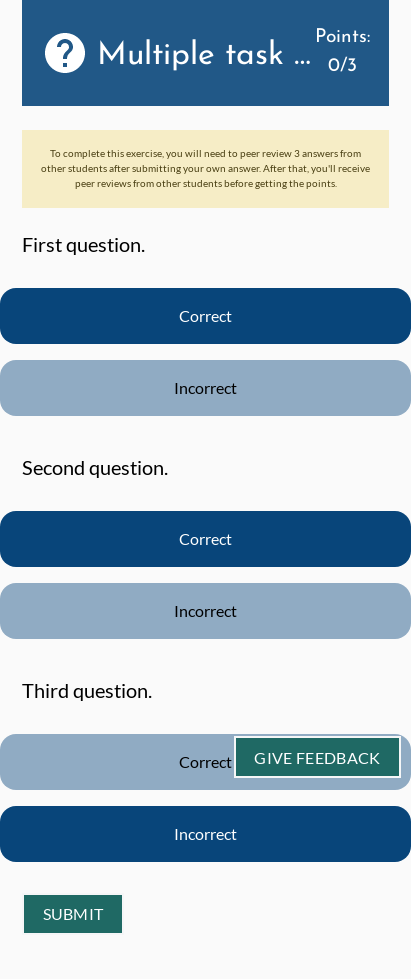 Multiple task ...
Points:
0/3
To complete this exercise, you will need to peer review 3 answers from
other students after submitting your own answer. After that, you'll receive
peer reviews from other students before getting the points.
First question.
Correct
Incorrect
Second question.
Correct
Incorrect
Third question.
Correct
GIVE FEEDBACK
Incorrect
SUBMIT